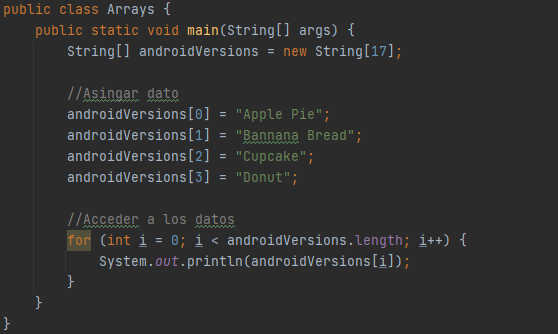 public class Arrays {
public static void main(String[] args) {
String[] androidVersions = new String[17];
//Asingar dato
androidVersions[0] = "Apple Pie";
androidVersions[1] = "Bannana Bread";
androidVersions[2] = "Cupcake";
androidVersions[3] = "Donut";
//Acceder a los datos
for (int i = 0; i < androidVersions.length; i++) {
System.out.println(androidVersions[i]);
}
}
}